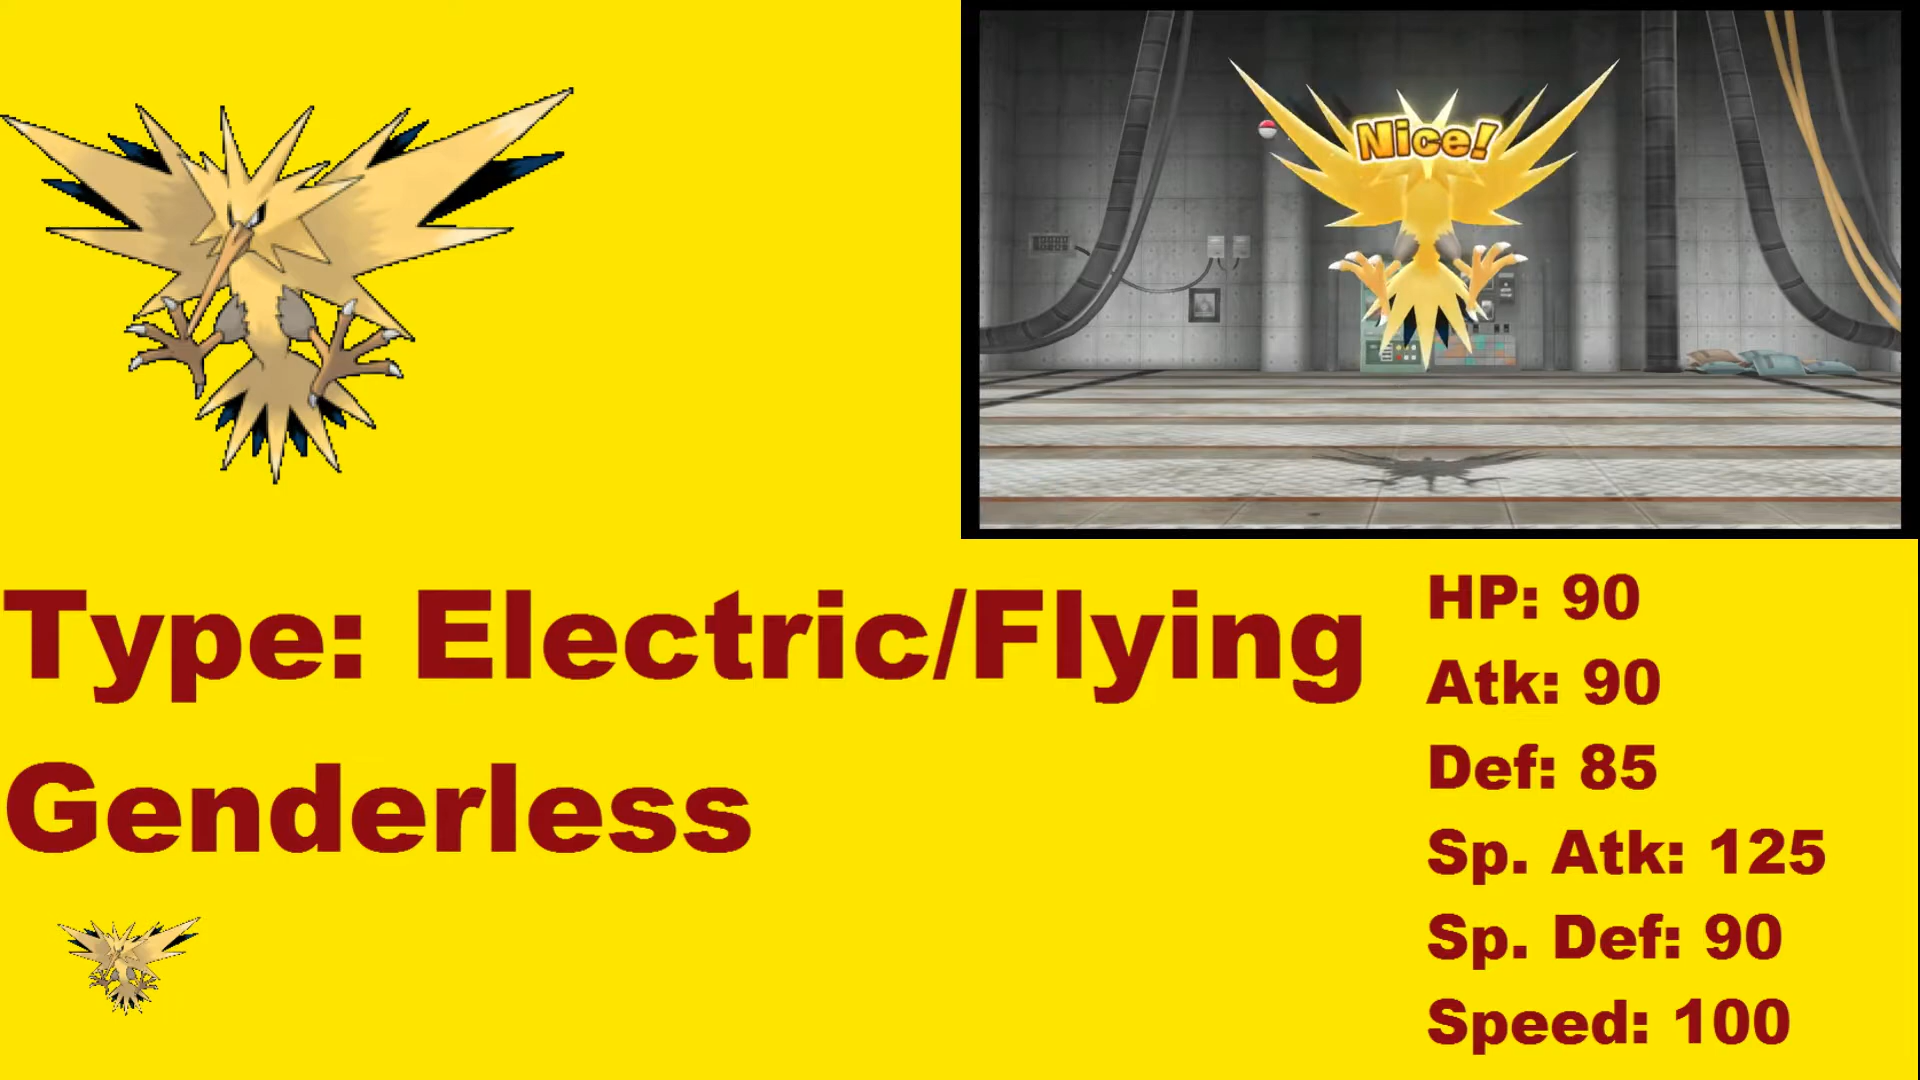 Nice!
Type: Electric/Flying
Genderless
HP: 90
Atk: 90
Def: 85
Sp. Atk: 125
Sp. Def: 90
Speed: 100